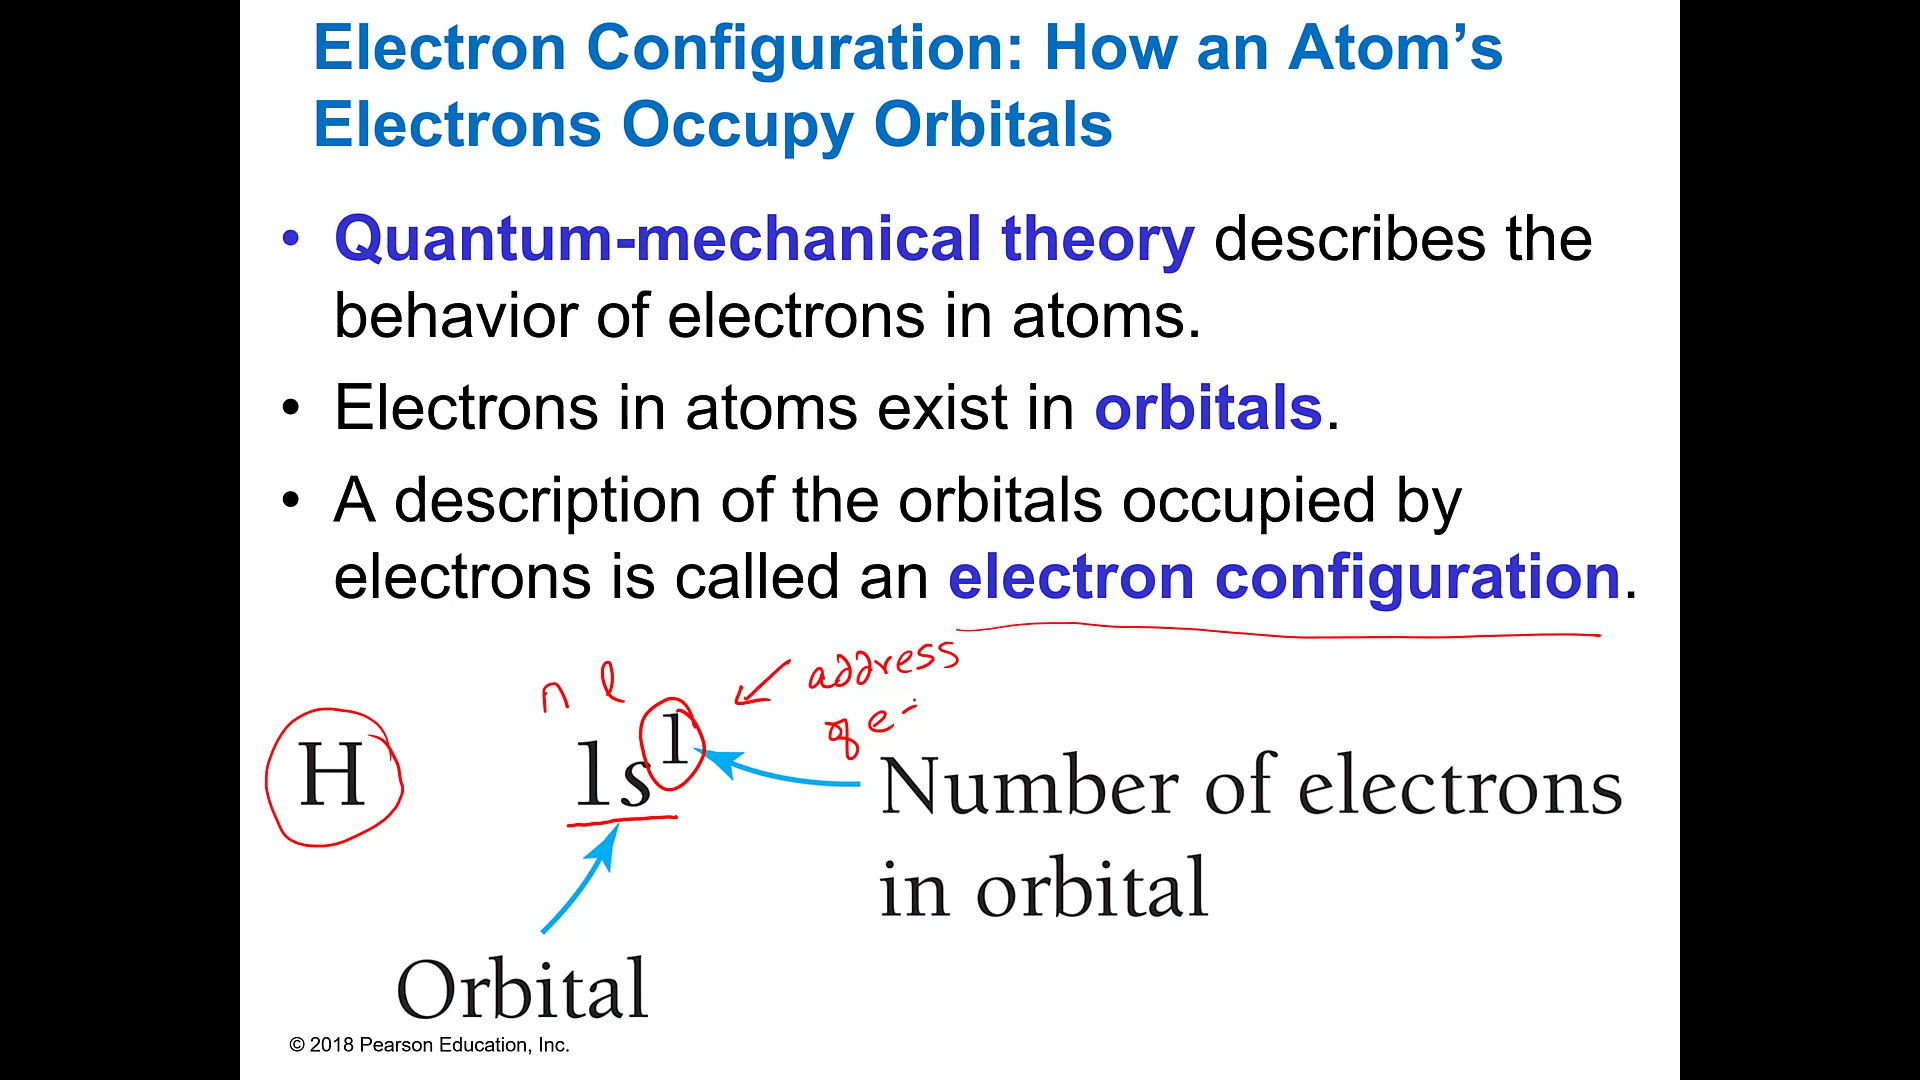 Electron Configuration: How an Atom’s
Electrons Occupy Orbitals
• Quantum-mechanical theory describes the
behavior of electrons in atoms.
• Electrons in atoms exist in orbitals.
• A description of the orbitals occupied by
electrons is called an electron configuration.
n l
address
of e-
H 1s¹
Number of electrons
in orbital
Orbital
© 2018 Pearson Education, Inc.